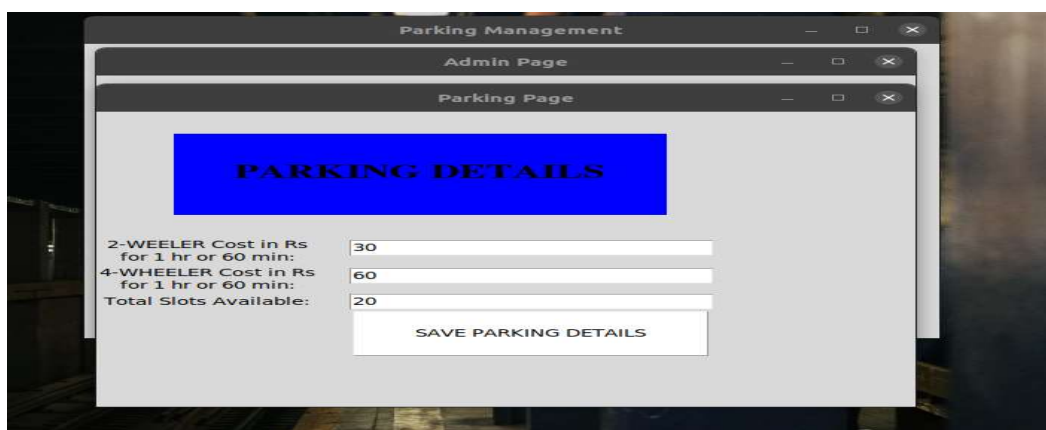 Parking Management
Admin Page
Parking Page
PARKING DETAILS
2-WEELER Cost in Rs
for 1 hr or 60 min:
30
4-WHEELER Cost in Rs
for 1 hr or 60 min:
60
Total Slots Available:
20
SAVE PARKING DETAILS